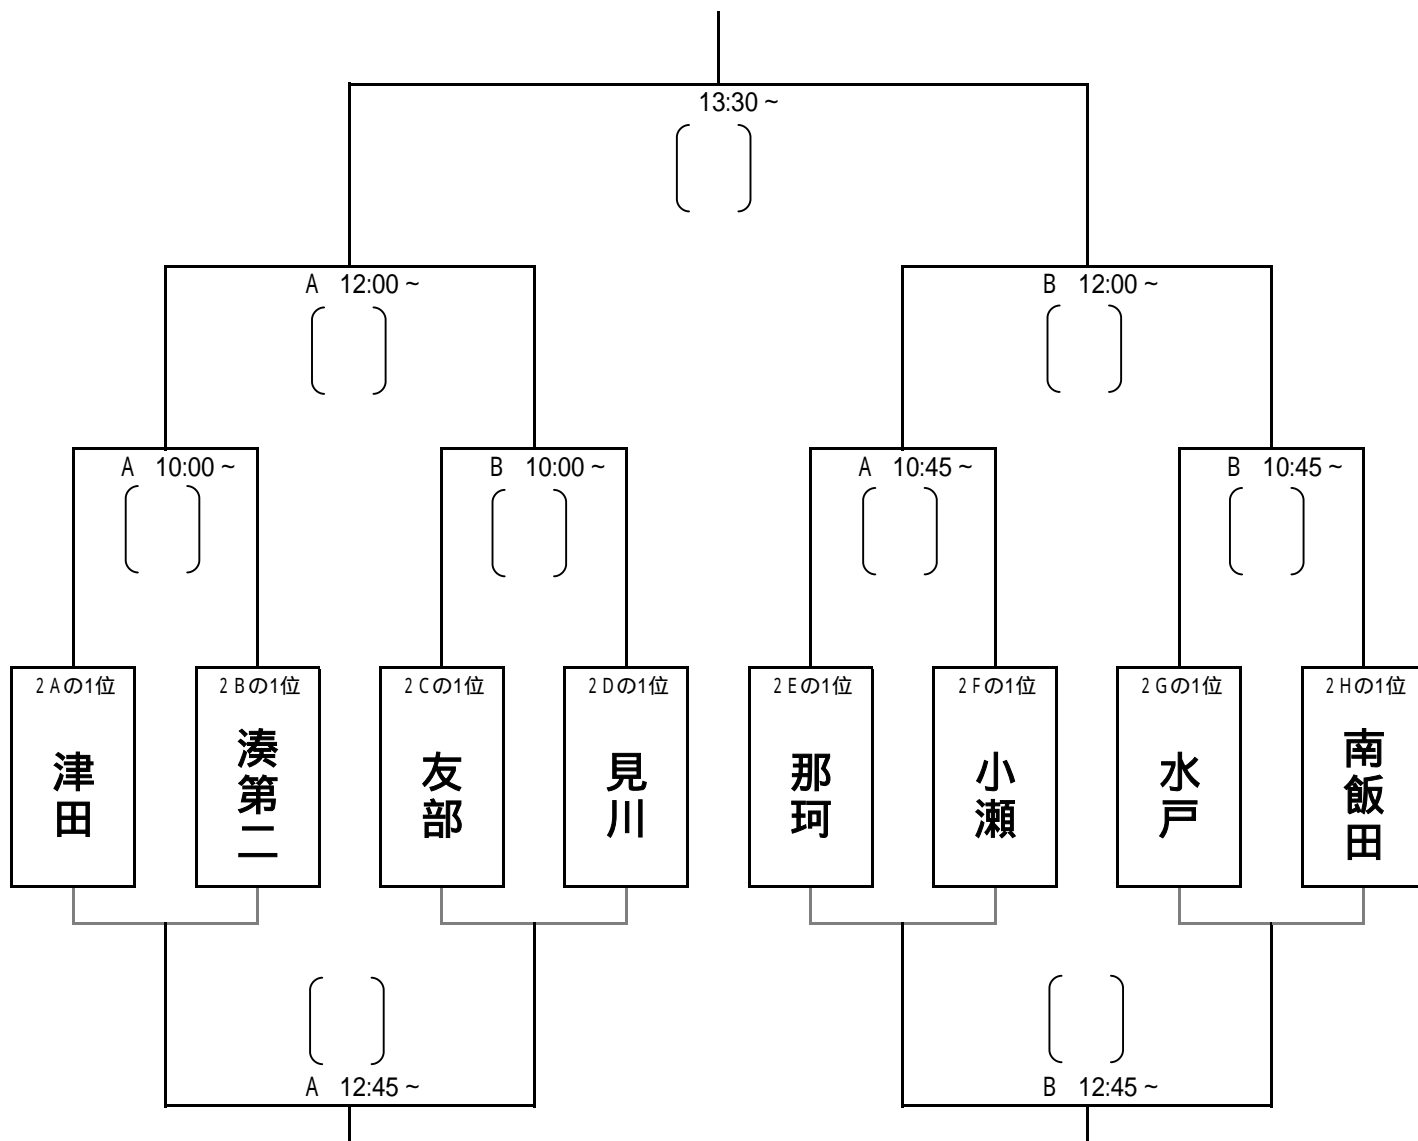 13:30 ~
A 12:00 ~
B 12:00 ~
A 10:00 ~
B 10:00 ~
A 10:45 ~
B 10:45 ~
2Aの1位
2Bの1位
2Cの1位
2Dの1位
2Eの1位
2Fの1位
2Gの1位
2Hの1位
津田
湊第二
友部
見川
那珂
小瀬
水戸
南飯田
A 12:45 ~
B 12:45 ~